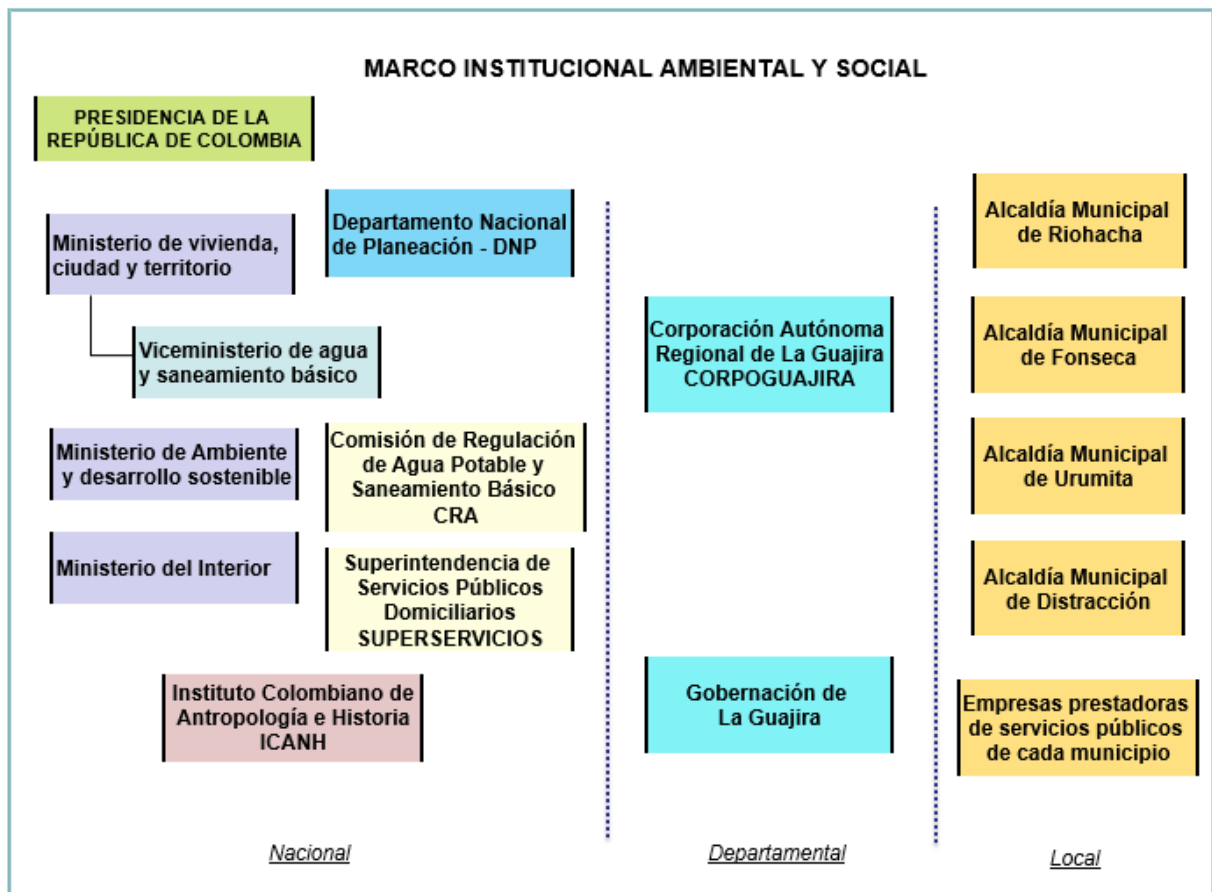 MARCO INSTITUCIONAL AMBIENTAL Y SOCIAL
PRESIDENCIA DE LA
REPÚBLICA DE COLOMBIA
Ministerio de vivienda,
ciudad y territorio
Departamento Nacional
de Planeación - DNP
Viceministerio de agua
y saneamiento básico
Ministerio de Ambiente
y desarrollo sostenible
Comisión de Regulación
de Agua Potable y
Saneamiento Básico
CRA
Ministerio del Interior
Superintendencia de
Servicios Públicos
Domiciliarios
SUPERSERVICIOS
Instituto Colombiano de
Antropología e Historia
ICANH
Nacional
Corporación Autónoma
Regional de La Guajira
CORPOGUAJIRA
Gobernación de
La Guajira
Departamental
Alcaldía Municipal
de Riohacha
Alcaldía Municipal
de Fonseca
Alcaldía Municipal
de Urumita
Alcaldía Municipal
de Distracción
Empresas prestadoras
de servicios públicos
de cada municipio
Local